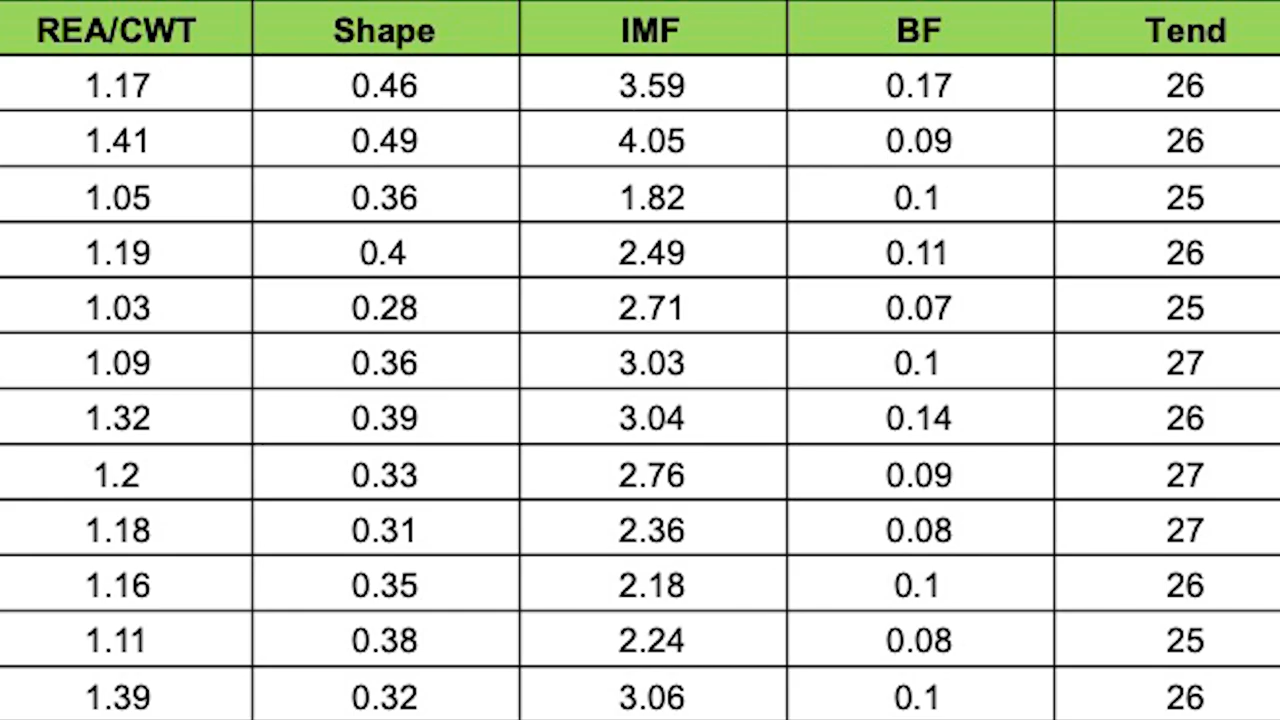 REA/CWT Shape IMF BF Tend
1.17 0.46 3.59 0.17 26
1.41 0.49 4.05 0.09 26
1.05 0.36 1.82 0.1 25
1.19 0.4 2.49 0.11 26
1.03 0.28 2.71 0.07 25
1.09 0.36 3.03 0.1 27
1.32 0.39 3.04 0.14 26
1.2 0.33 2.76 0.09 27
1.18 0.31 2.36 0.08 27
1.16 0.35 2.18 0.1 26
1.11 0.38 2.24 0.08 25
1.39 0.32 3.06 0.1 26